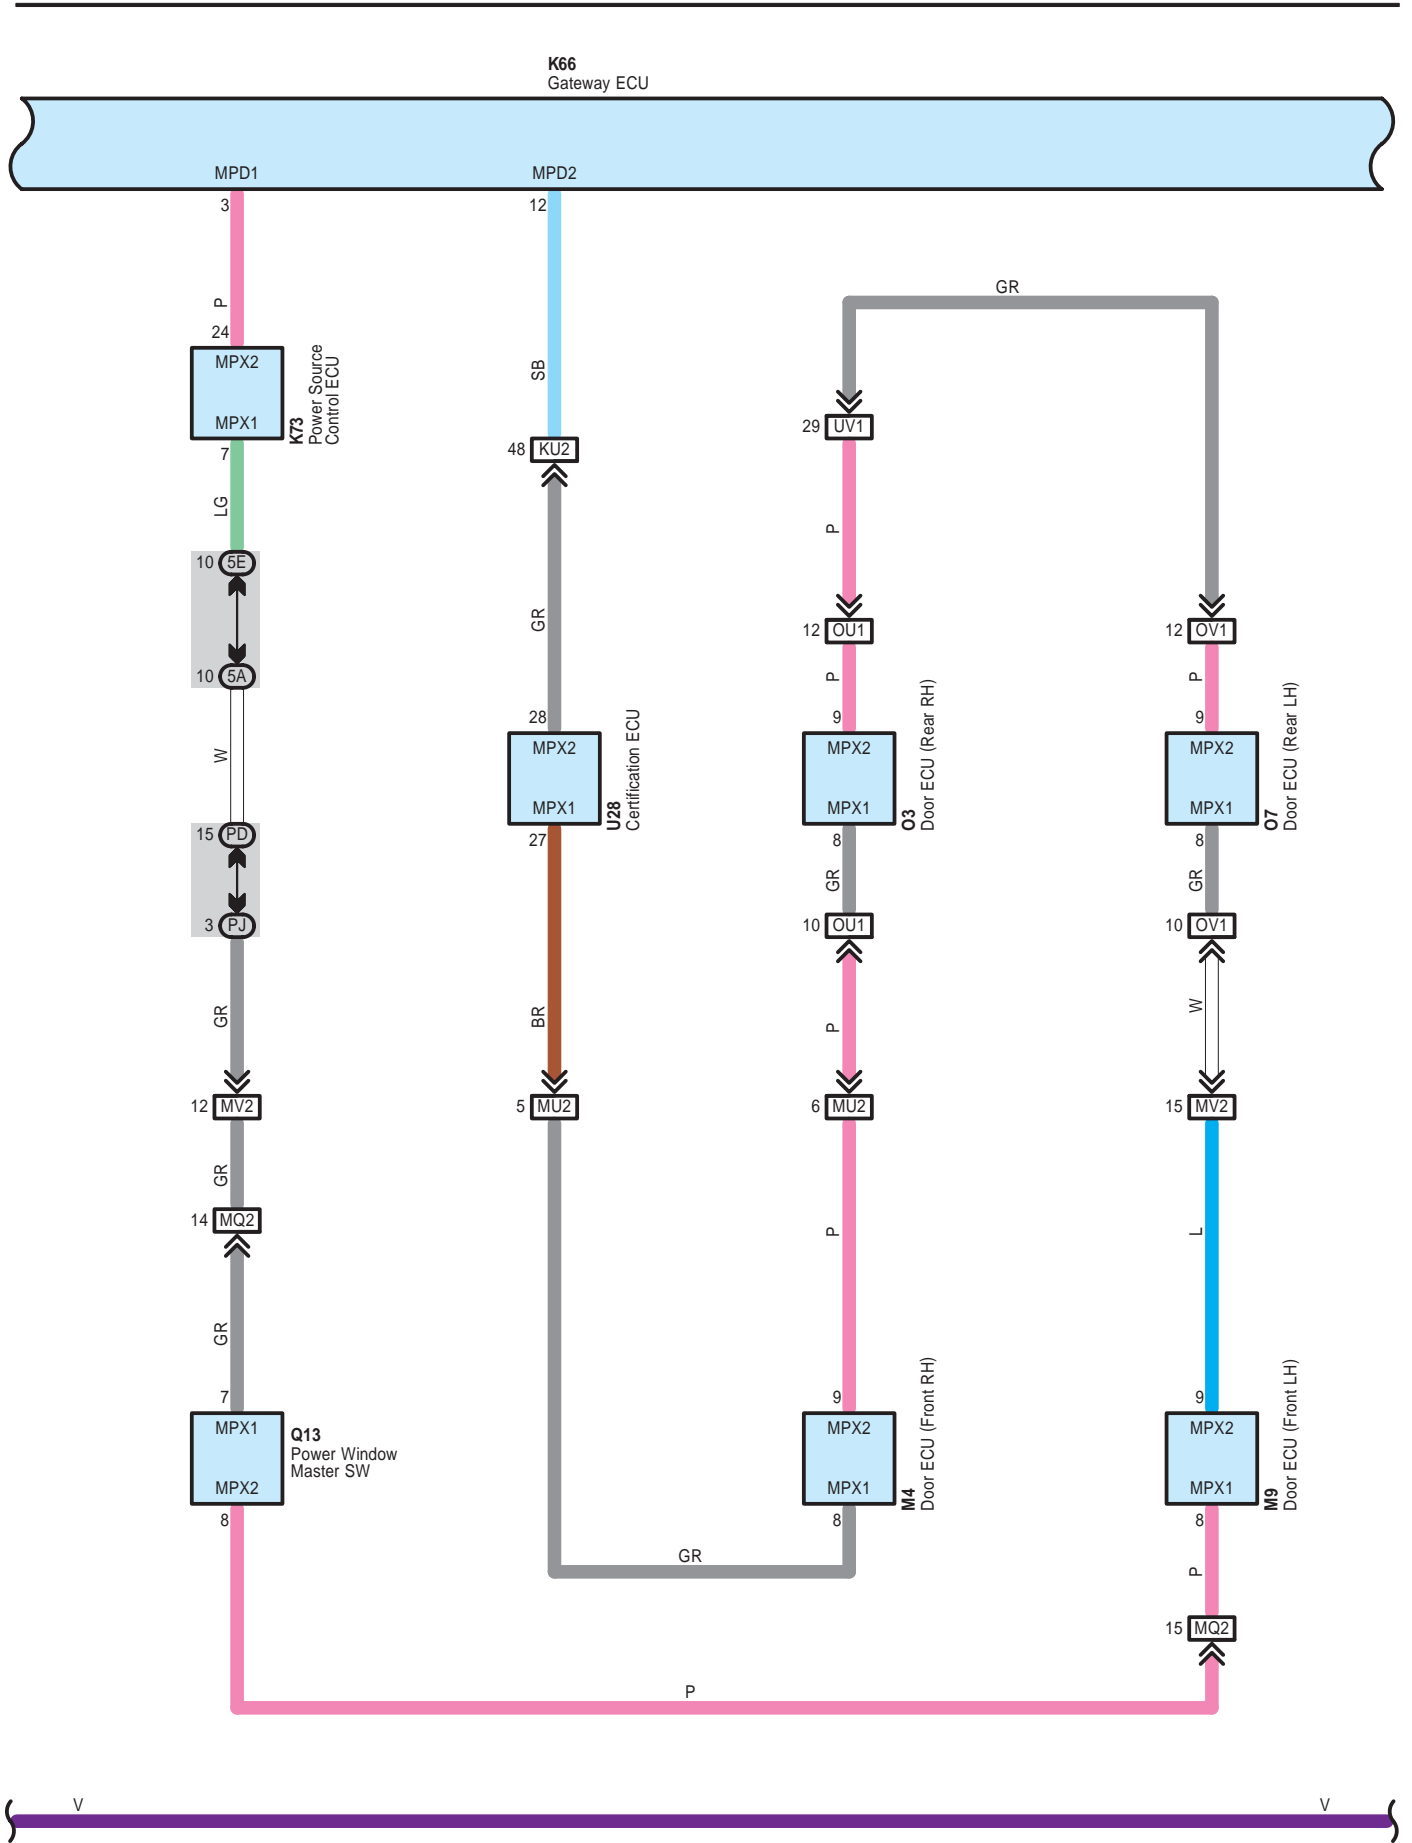 K66
Gateway ECU
MPD1
MPD2
3
12
P
24
MPX2
MPX1
K73
Power Source
Control ECU
7
LG
10 5E
10 5A
W
15 PD
3 PJ
GR
12 MV2
GR
14 MQ2
GR
7
MPX1
MPX2
Q13
Power Window
Master SW
8
P
SB
48 KU2
GR
28
MPX2
MPX1
U28
Certification ECU
27
BR
5 MU2
GR
GR
29 UV1
P
12 OU1
P
9
MPX2
MPX1
O3
Door ECU (Rear RH)
8
GR
10 OU1
P
6 MU2
P
9
MPX2
MPX1
M4
Door ECU (Front RH)
8
12 OV1
P
9
MPX2
MPX1
O7
Door ECU (Rear LH)
8
GR
10 OV1
W
15 MV2
L
9
MPX2
MPX1
M9
Door ECU (Front LH)
8
P
15 MQ2
V
V